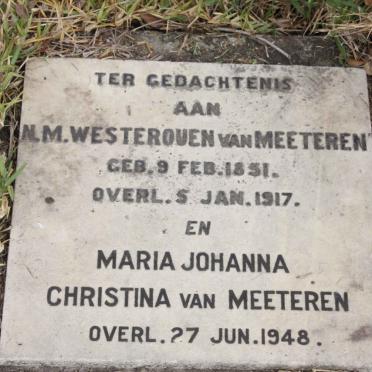 TER GEDACHTENIS
AAN
N.M. WESTEROUEN VAN MEETEREN
GEB. 9 FEB. 1851.
OVERL. 5 JAN. 1917.
EN
MARIA JOHANNA
CHRISTINA VAN MEETEREN
OVERL. 27 JUN. 1948.